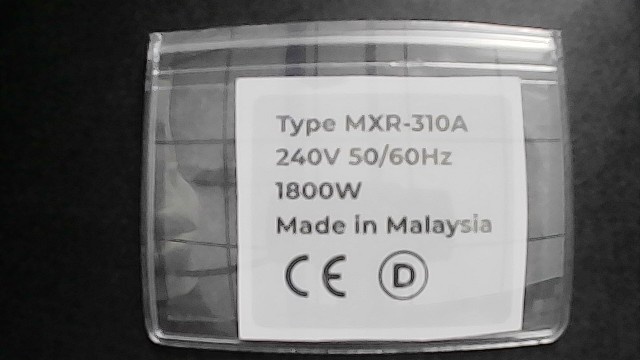 Type MXR-310A
240V 50/60Hz
1800W
Made in Malaysia
CE D